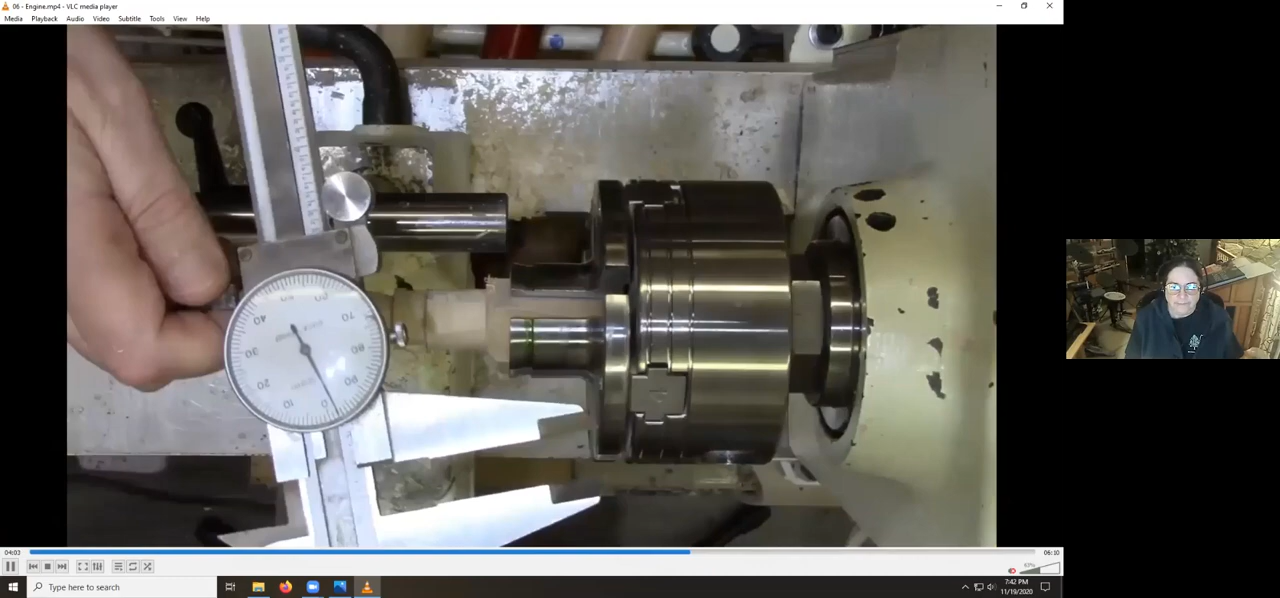 06 - Engine.mp4 - VLC media player
Media Playback Audio Video Subtitle Tools View Help
40
70
30
80
20
90
10
0
04:03
06:10
Type here to search
7:42 PM
11/19/2020